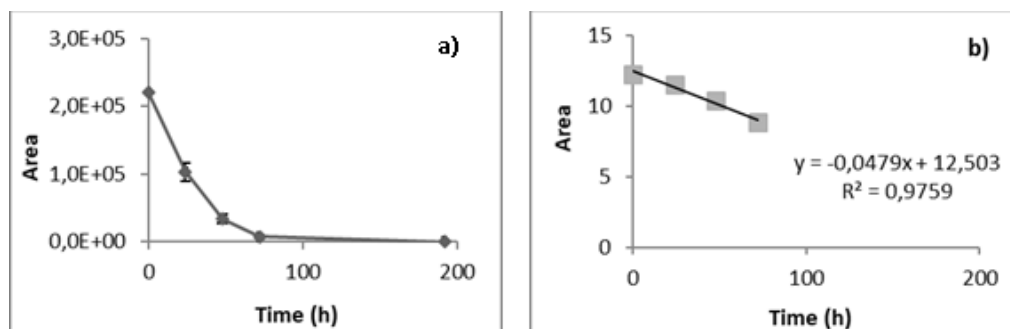 a)
3,0E+05
2,0E+05
1,0E+05
0,0E+00
Area
0 100 200
Time (h)
b)
15
10
5
0
Area
y = -0,0479x + 12,503
R² = 0,9759
0 100 200
Time (h)